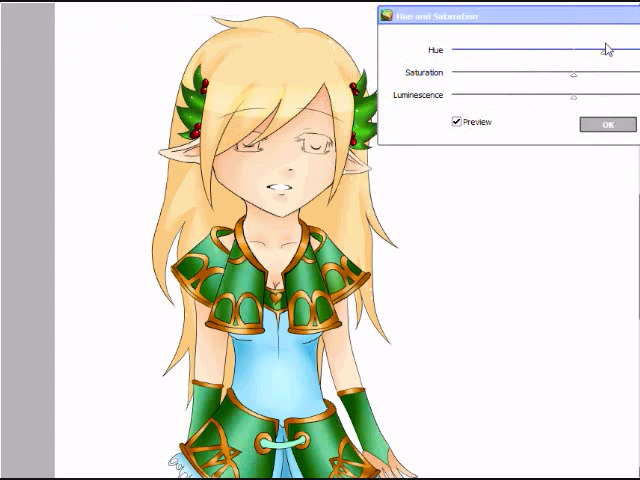 Hue and Saturation
Hue
Saturation
Luminescence
Preview
OK